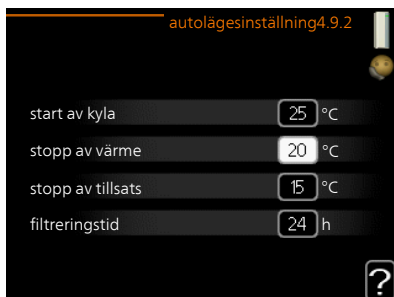 autolägesinställning4.9.2
start av kyla 25 °C
stopp av värme 20 °C
stopp av tillsats 15 °C
filtreringstid 24 h
?